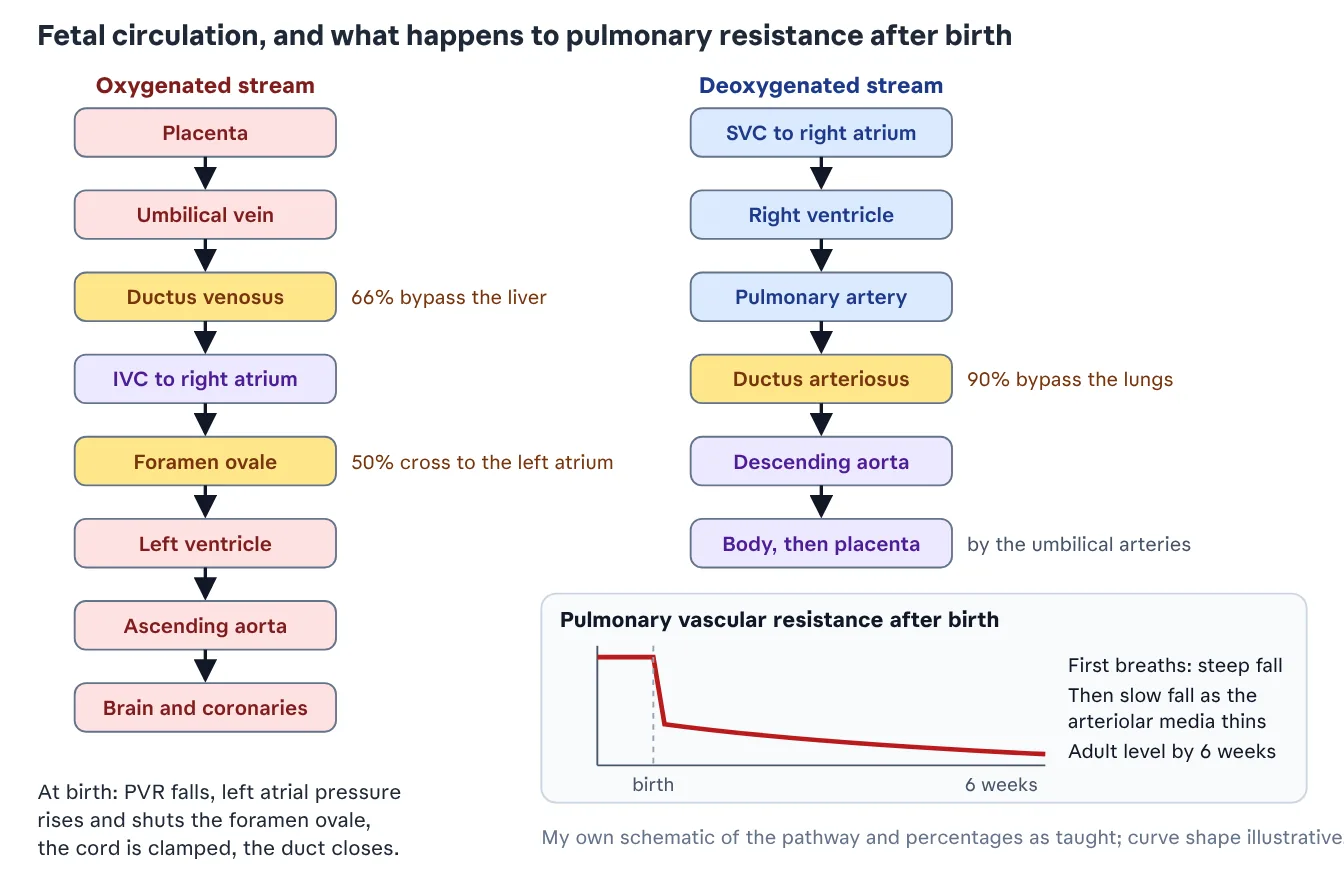 Fetal circulation, and what happens to pulmonary resistance after birth
Oxygenated stream
Placenta
Umbilical vein
Ductus venosus
66% bypass the liver
IVC to right atrium
Foramen ovale
50% cross to the left atrium
Left ventricle
Ascending aorta
Brain and coronaries
At birth: PVR falls, left atrial pressure
rises and shuts the foramen ovale,
the cord is clamped, the duct closes.
Deoxygenated stream
SVC to right atrium
Right ventricle
Pulmonary artery
Ductus arteriosus
90% bypass the lungs
Descending aorta
Body, then placenta
by the umbilical arteries
Pulmonary vascular resistance after birth
birth
6 weeks
First breaths: steep fall
Then slow fall as the
arteriolar media thins
Adult level by 6 weeks
My own schematic of the pathway and percentages as taught; curve shape illustrative